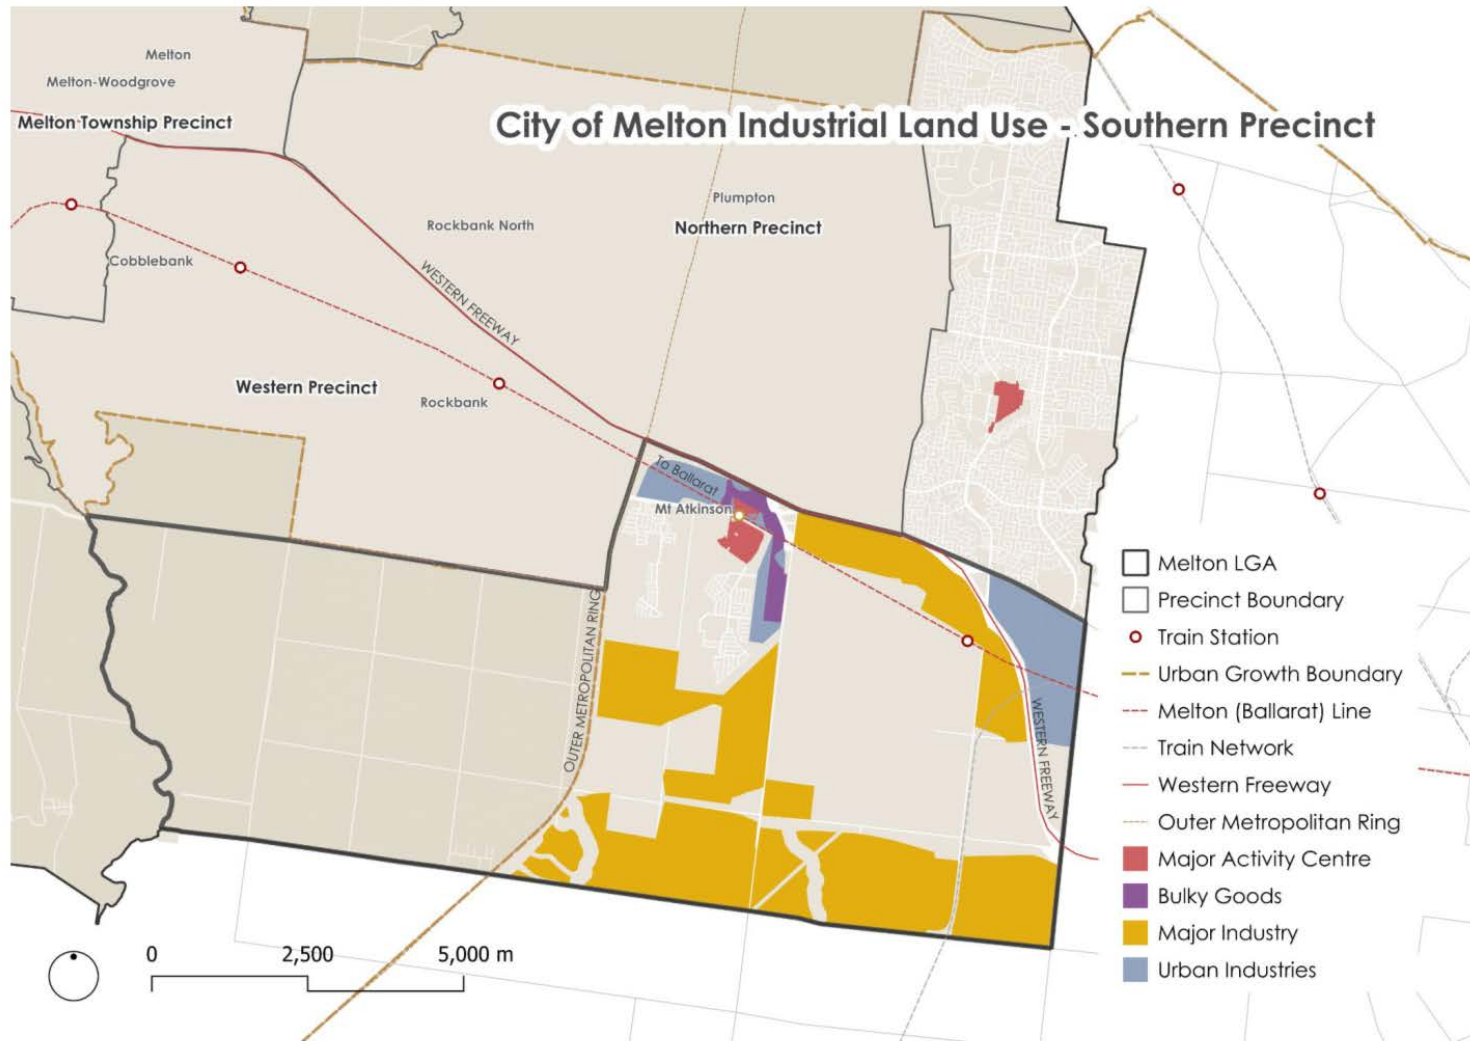 City of Melton Industrial Land Use - Southern Precinct
Melton
Melton-Woodgrove
Melton Township Precinct
Plumpton
Rockbank North
Northern Precinct
Cobblebank
WESTERN FREEWAY
Western Precinct
Rockbank
To Ballarat
Mt Atkinson
OUTER METROPOLITAN RING
WESTERN FREEWAY
Melton LGA
Precinct Boundary
Train Station
Urban Growth Boundary
Melton (Ballarat) Line
Train Network
Western Freeway
Outer Metropolitan Ring
Major Activity Centre
Bulky Goods
Major Industry
Urban Industries
0 2,500 5,000 m